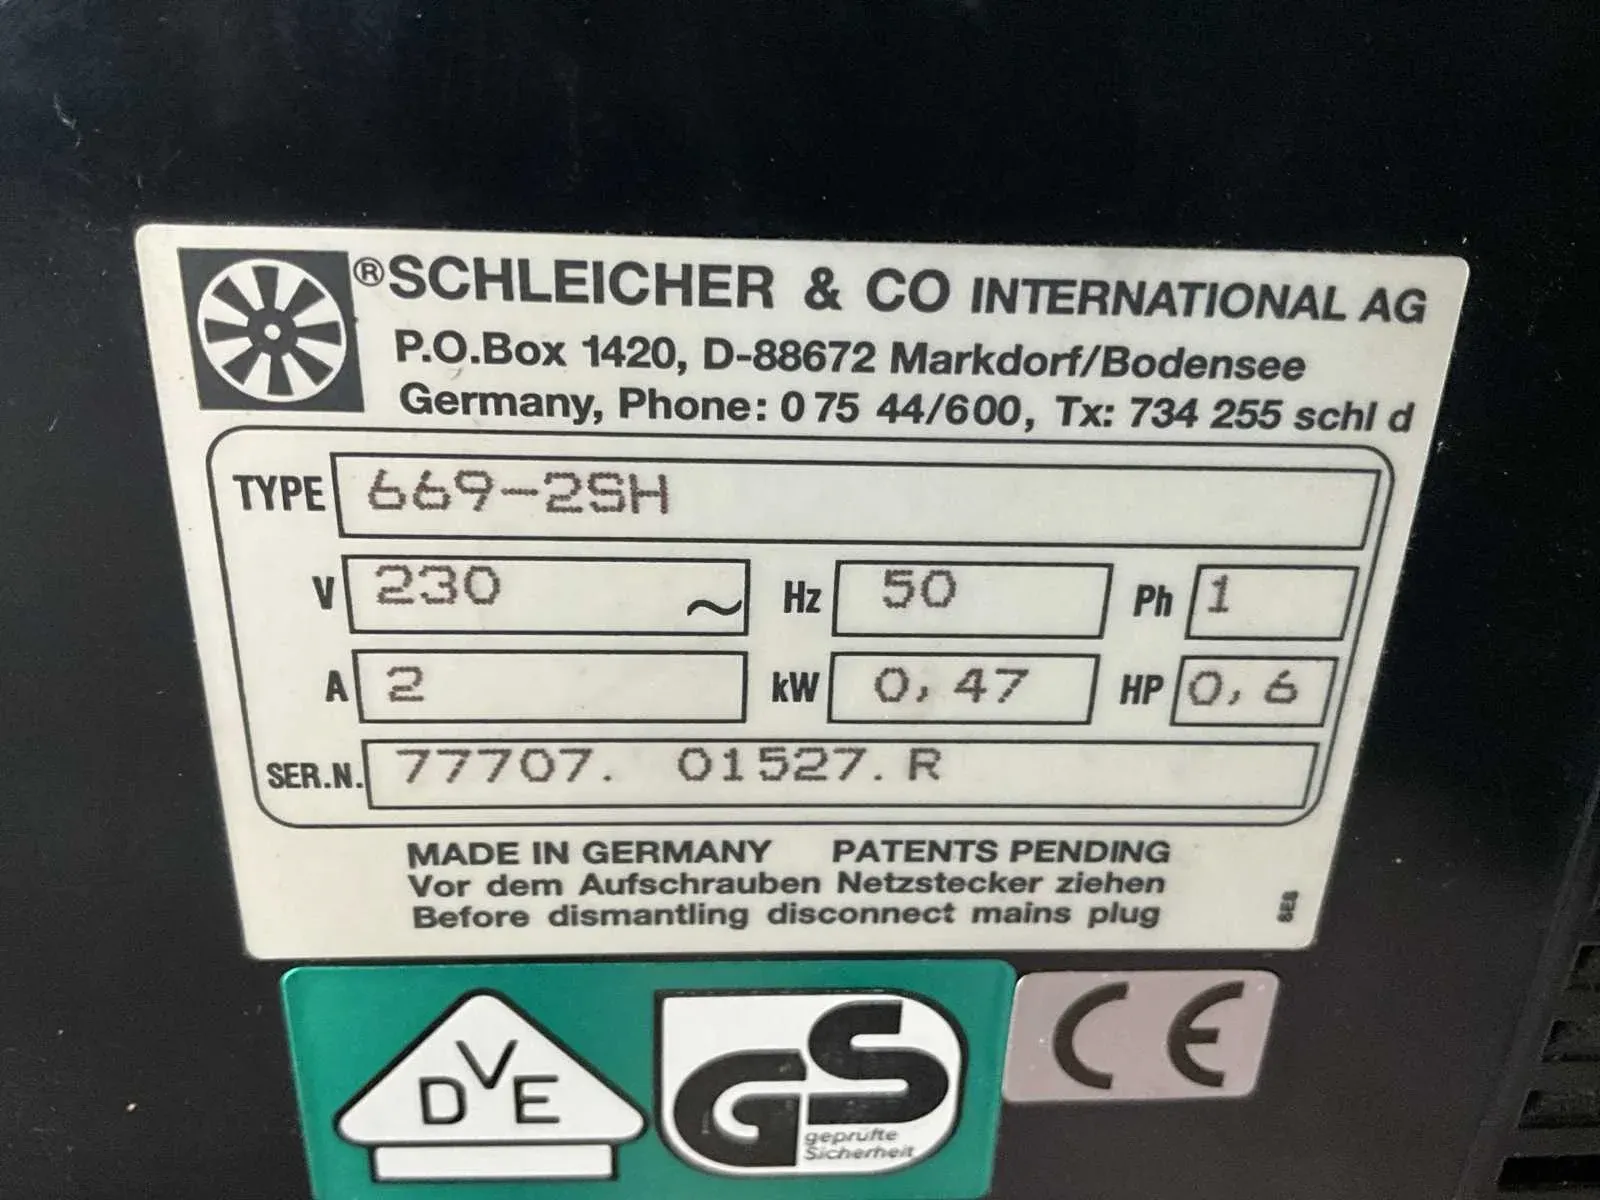 ®SCHLEICHER & CO INTERNATIONAL AG
P.O.Box 1420, D-88672 Markdorf/Bodensee
Germany, Phone: 0 75 44/600, Tx: 734 255 schl d
TYPE 669-2SH
V 230 ~ Hz 50 Ph 1
A 2 kW 0,47 HP 0,6
SER.N. 77707. 01527.R
MADE IN GERMANY PATENTS PENDING
Vor dem Aufschrauben Netzstecker ziehen
Before dismantling disconnect mains plug
DVE
GS
geprüfte
Sicherheit
CE